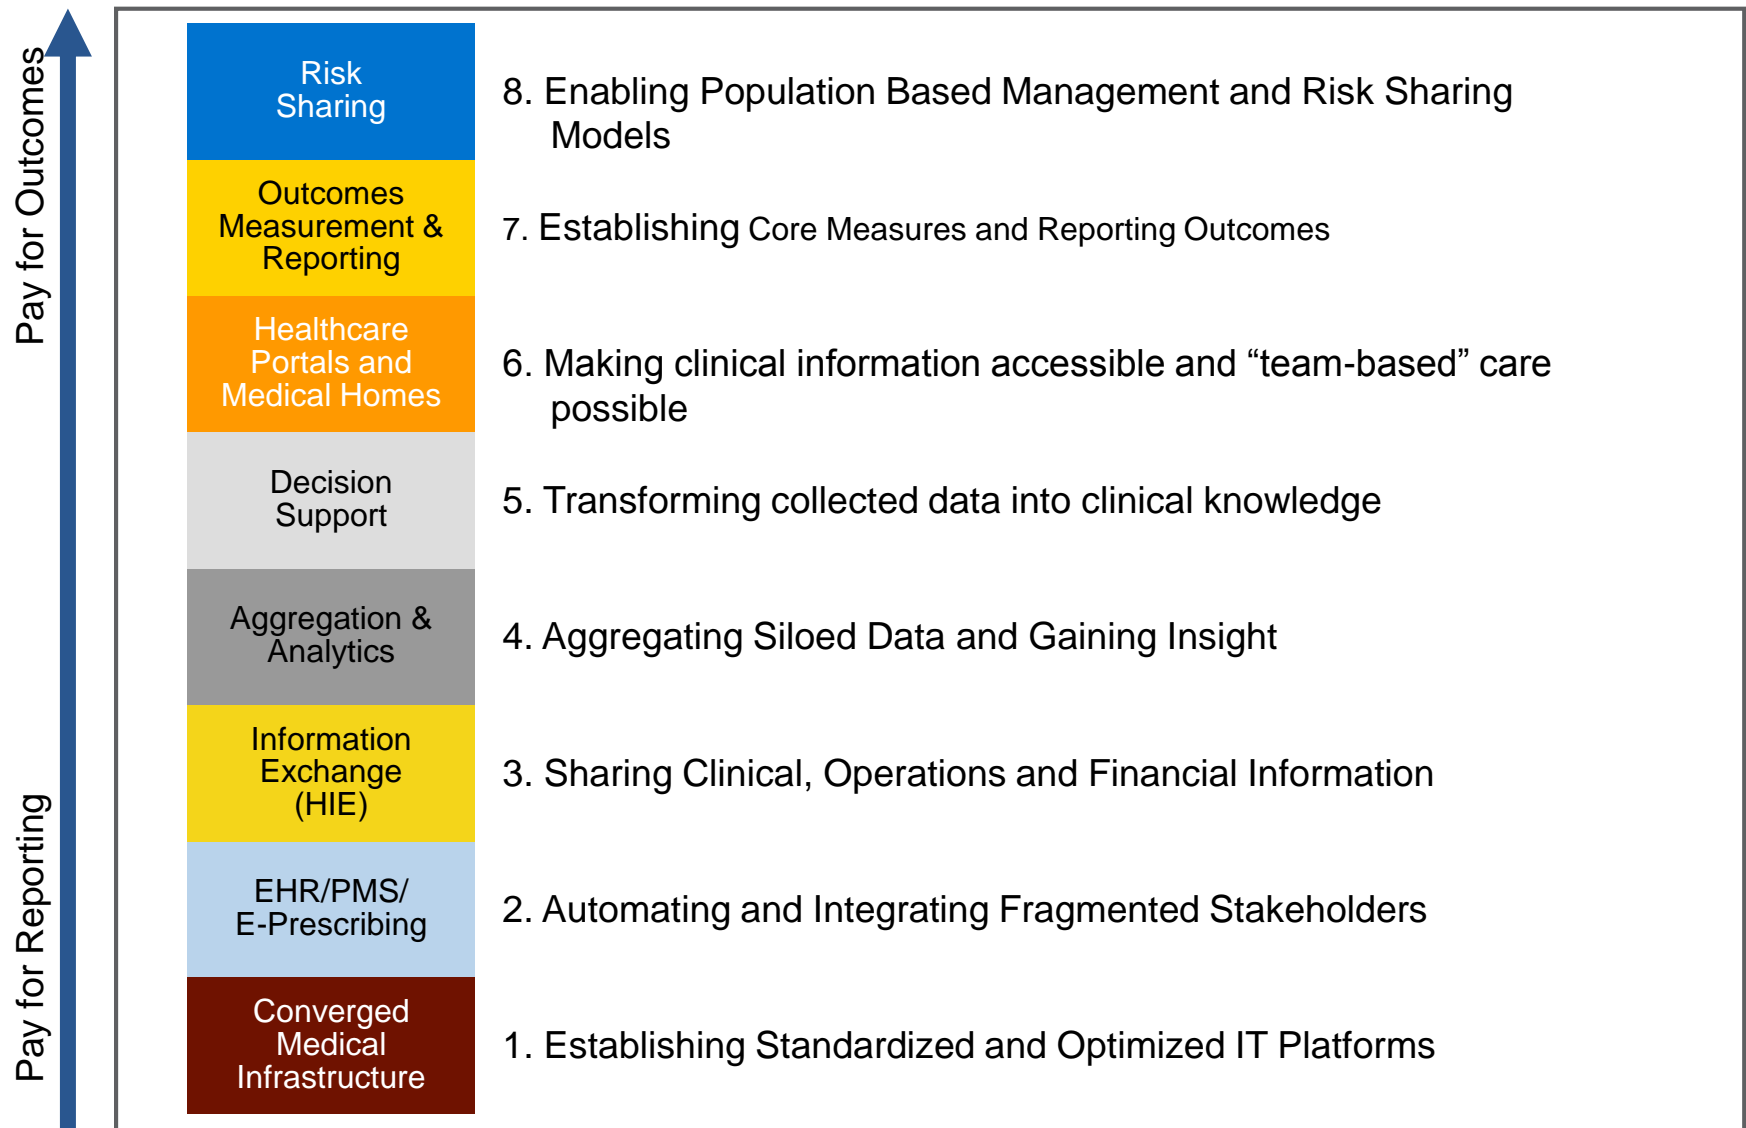 Pay for Outcomes
Pay for Reporting
Risk
Sharing
8. Enabling Population Based Management and Risk Sharing
Models
Outcomes
Measurement &
Reporting
7. Establishing Core Measures and Reporting Outcomes
Healthcare
Portals and
Medical Homes
6. Making clinical information accessible and “team-based” care
possible
Decision
Support
5. Transforming collected data into clinical knowledge
Aggregation &
Analytics
4. Aggregating Siloed Data and Gaining Insight
Information
Exchange
(HIE)
3. Sharing Clinical, Operations and Financial Information
EHR/PMS/
E-Prescribing
2. Automating and Integrating Fragmented Stakeholders
Converged
Medical
Infrastructure
1. Establishing Standardized and Optimized IT Platforms